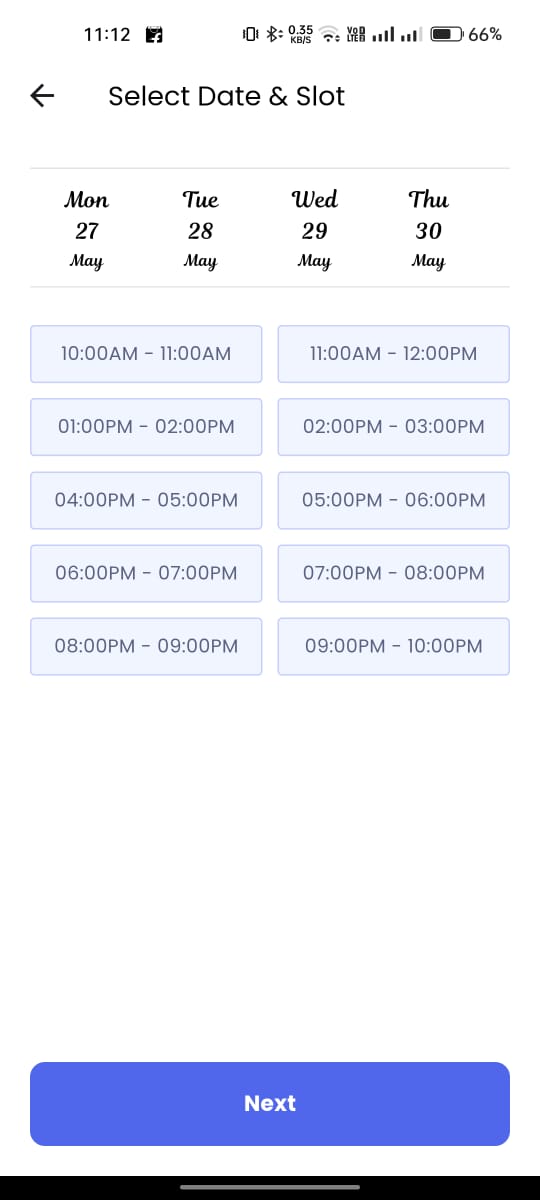 11:12 0.35 KB/S VoD LTE 66%
Select Date & Slot
Mon Tue Wed Thu
27 28 29 30
May May May May
10:00AM - 11:00AM 11:00AM - 12:00PM
01:00PM - 02:00PM 02:00PM - 03:00PM
04:00PM - 05:00PM 05:00PM - 06:00PM
06:00PM - 07:00PM 07:00PM - 08:00PM
08:00PM - 09:00PM 09:00PM - 10:00PM
Next